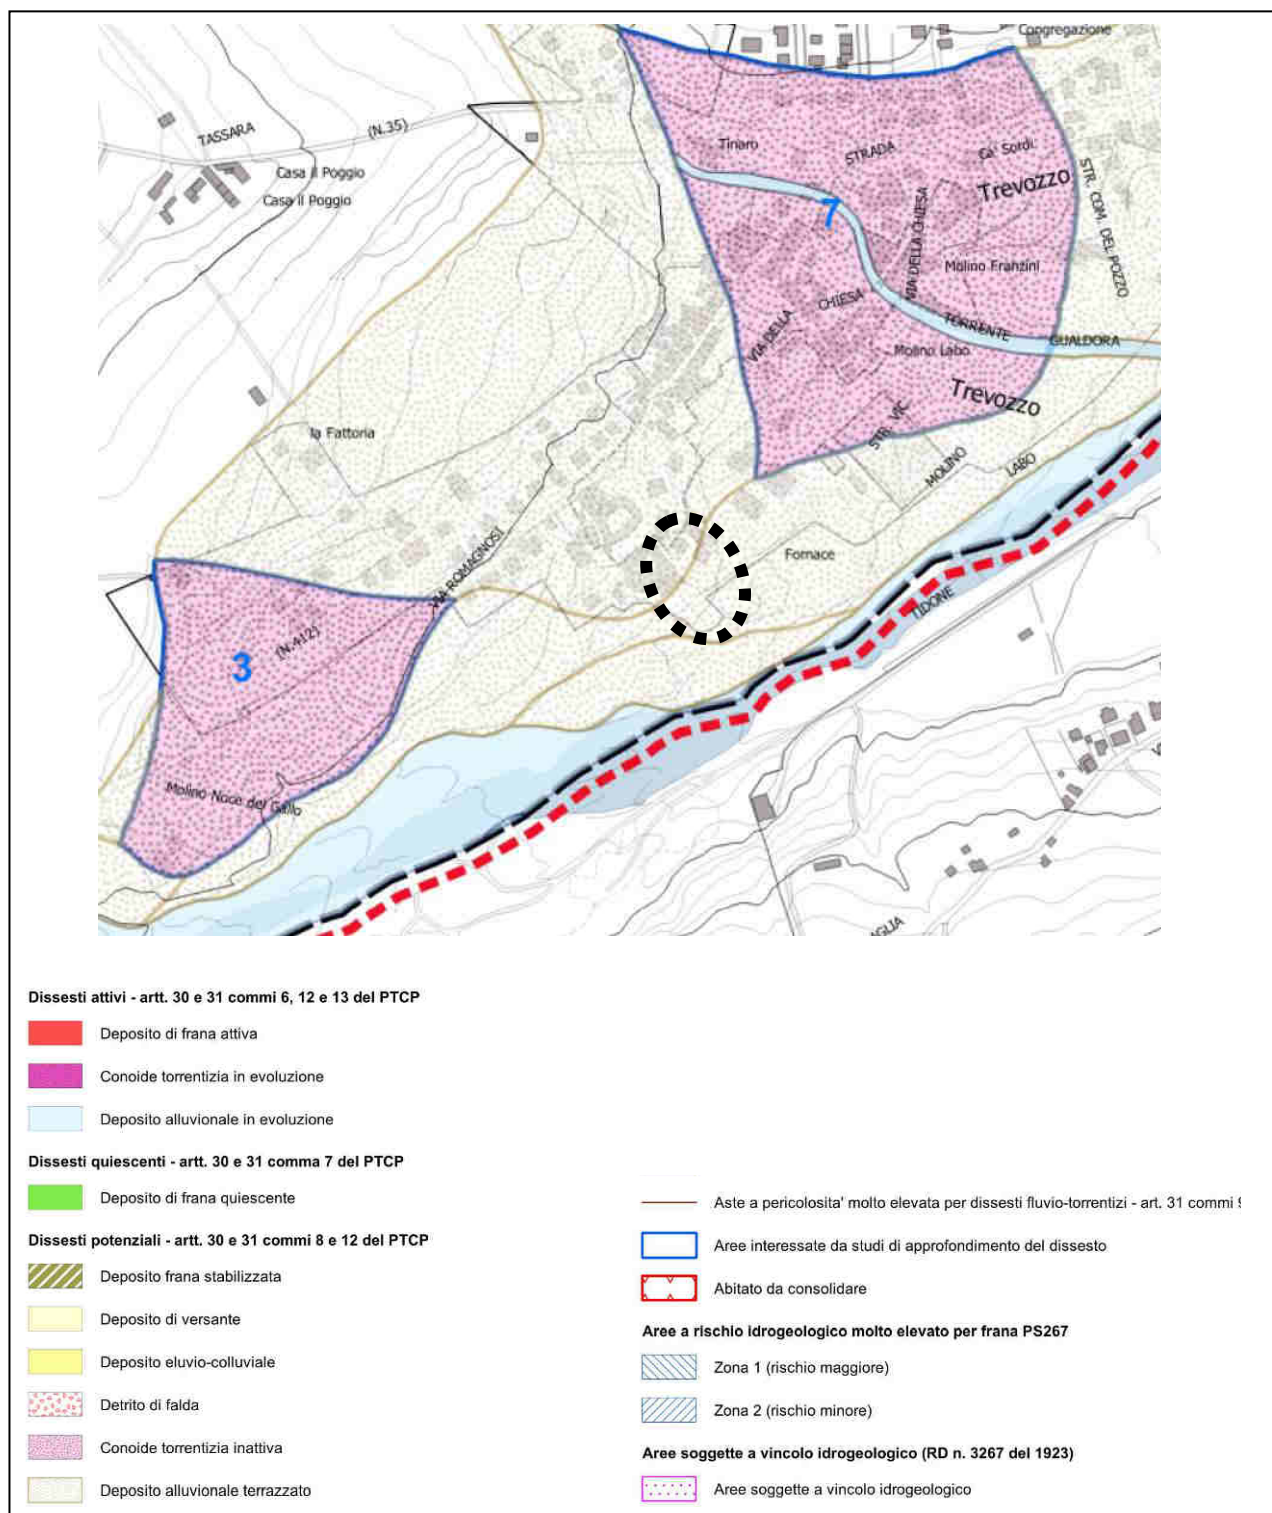 Congregazione
TASSARA
(N.35)
Casa il Poggio
Casa il Poggio
Tinaro
STRADA
Ca' Sordi
Trevozzo
STR. COM. DEL POZZO
7
VIA DELLA CHIESA
Molino Franzini
CHIESA
VIA DELLA
TORRENTE
GUALDORA
Molino Labo
Trevozzo
STR. VIC.
MOLINO
LABO
la Fattoria
VIA ROMAGNOSI
Fornace
TIDONE
(N.412)
3
Molino Noce del Gallo
Dissesti attivi - artt. 30 e 31 commi 6, 12 e 13 del PTCP
Deposito di frana attiva
Conoide torrentizia in evoluzione
Deposito alluvionale in evoluzione
Dissesti quiescenti - artt. 30 e 31 comma 7 del PTCP
Deposito di frana quiescente
Dissesti potenziali - artt. 30 e 31 commi 8 e 12 del PTCP
Deposito frana stabilizzata
Deposito di versante
Deposito eluvio-colluviale
Detrito di falda
Conoide torrentizia inattiva
Deposito alluvionale terrazzato
Aste a pericolosita' molto elevata per dissesti fluvio-torrentizi - art. 31 commi
Aree interessate da studi di approfondimento del dissesto
Abitato da consolidare
Aree a rischio idrogeologico molto elevato per frana PS267
Zona 1 (rischio maggiore)
Zona 2 (rischio minore)
Aree soggette a vincolo idrogeologico (RD n. 3267 del 1923)
Aree soggette a vincolo idrogeologico